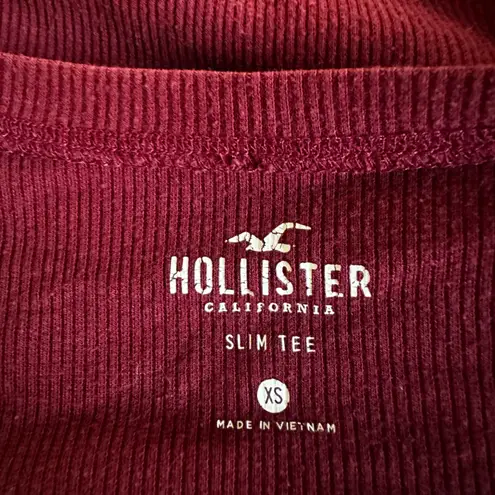 HOLLISTER
CALIFORNIA
SLIM TEE
XS
MADE IN VIETNAM